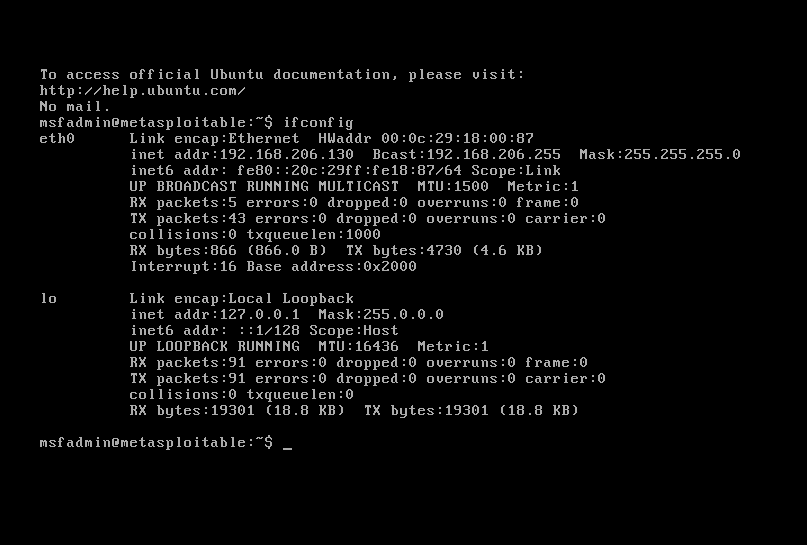 To access official Ubuntu documentation, please visit:
http://help.ubuntu.com/
No mail.
msfadmin@metasploitable:~$ ifconfig
eth0      Link encap:Ethernet  HWaddr 00:0c:29:18:00:87
          inet addr:192.168.206.130  Bcast:192.168.206.255  Mask:255.255.255.0
          inet6 addr: fe80::20c:29ff:fe18:87/64 Scope:Link
          UP BROADCAST RUNNING MULTICAST  MTU:1500  Metric:1
          RX packets:5 errors:0 dropped:0 overruns:0 frame:0
          TX packets:43 errors:0 dropped:0 overruns:0 carrier:0
          collisions:0 txqueuelen:1000
          RX bytes:866 (866.0 B)  TX bytes:4730 (4.6 KB)
          Interrupt:16 Base address:0x2000
lo        Link encap:Local Loopback
          inet addr:127.0.0.1  Mask:255.0.0.0
          inet6 addr: ::1/128 Scope:Host
          UP LOOPBACK RUNNING  MTU:16436  Metric:1
          RX packets:91 errors:0 dropped:0 overruns:0 frame:0
          TX packets:91 errors:0 dropped:0 overruns:0 carrier:0
          collisions:0 txqueuelen:0
          RX bytes:19301 (18.8 KB)  TX bytes:19301 (18.8 KB)
msfadmin@metasploitable:~$ _